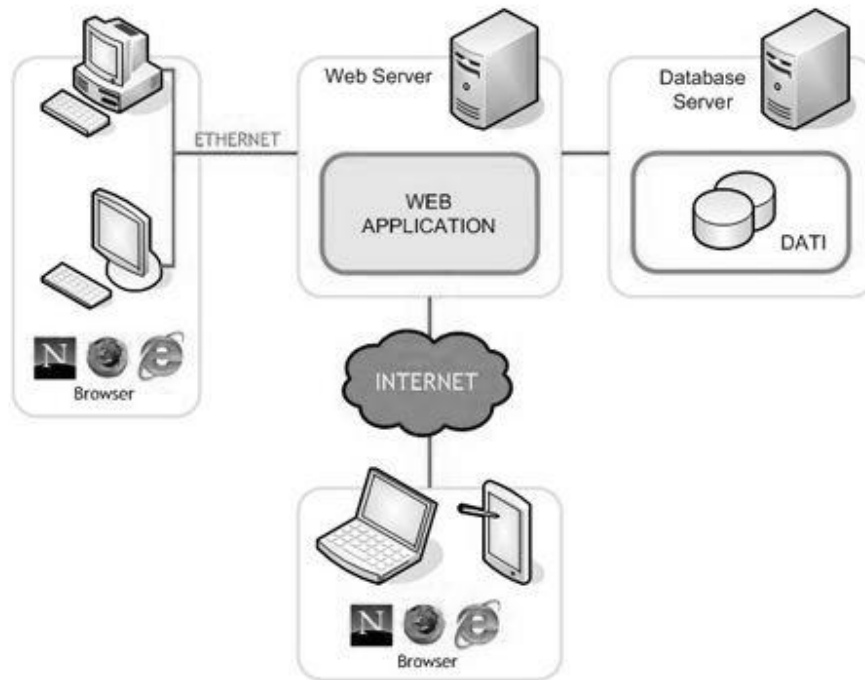 Web Server
Database
Server
ETHERNET
WEB
APPLICATION
DATI
N
e
Browser
INTERNET
N
e
Browser